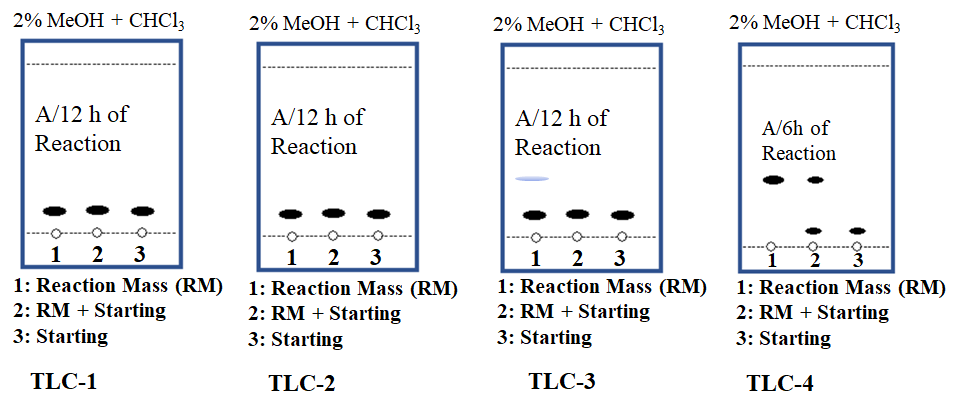 2% MeOH + CHCl3
A/12 h of
Reaction
1 2 3
1: Reaction Mass (RM)
2: RM + Starting
3: Starting
TLC-1
2% MeOH + CHCl3
A/12 h of
Reaction
1 2 3
1: Reaction Mass (RM)
2: RM + Starting
3: Starting
TLC-2
2% MeOH + CHCl3
A/12 h of
Reaction
1 2 3
1: Reaction Mass (RM)
2: RM + Starting
3: Starting
TLC-3
2% MeOH + CHCl3
A/6h of
Reaction
1 2 3
1: Reaction Mass (RM)
2: RM + Starting
3: Starting
TLC-4